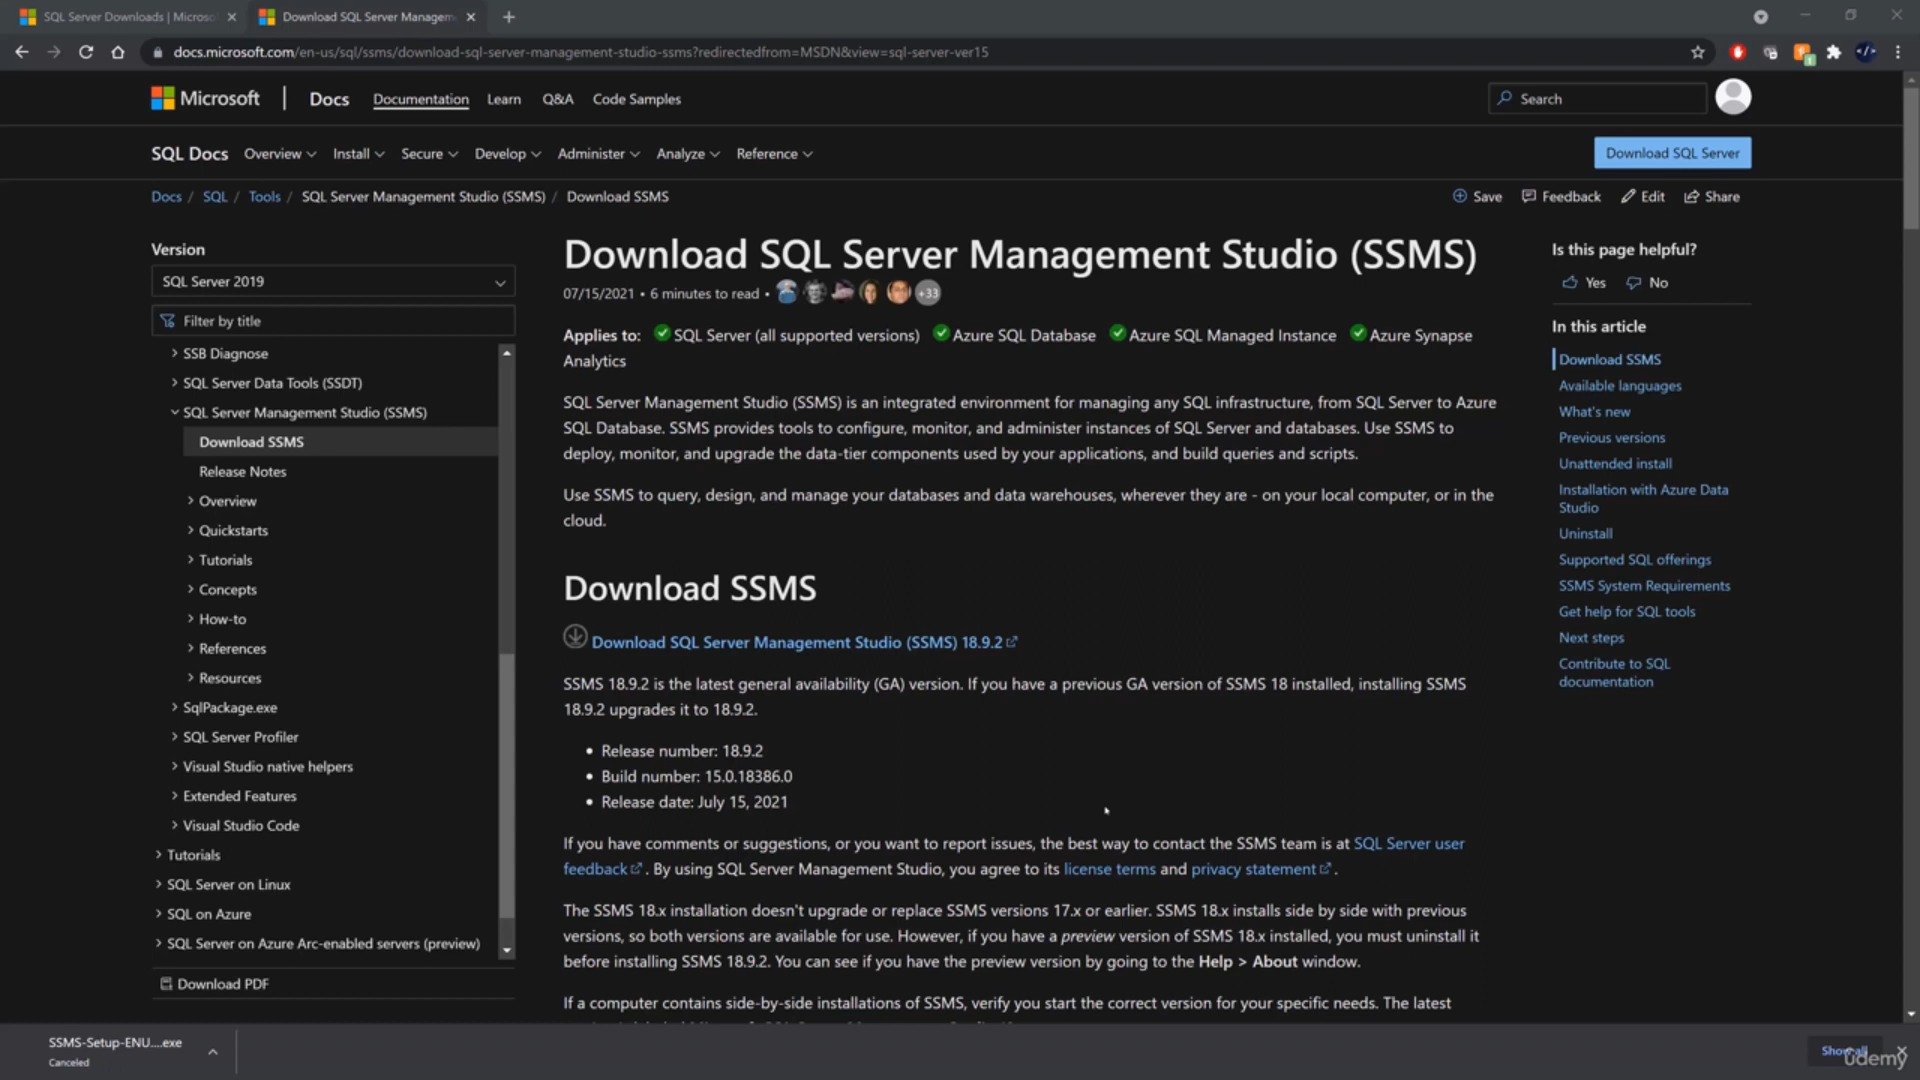 SQL Server Downloads | Microso
Download SQL Server Managem
docs.microsoft.com/en-us/sql/ssms/download-sql-server-management-studio-ssms?redirectedfrom=MSDN&view=sql-server-ver15
Microsoft
Docs
Documentation
Learn
Q&A
Code Samples
Search
SQL Docs
Overview
Install
Secure
Develop
Administer
Analyze
Reference
Download SQL Server
Docs / SQL / Tools / SQL Server Management Studio (SSMS) / Download SSMS
Save
Feedback
Edit
Share
Version
SQL Server 2019
Filter by title
SSB Diagnose
SQL Server Data Tools (SSDT)
SQL Server Management Studio (SSMS)
Download SSMS
Release Notes
Overview
Quickstarts
Tutorials
Concepts
How-to
References
Resources
SqlPackage.exe
SQL Server Profiler
Visual Studio native helpers
Extended Features
Visual Studio Code
Tutorials
SQL Server on Linux
SQL on Azure
SQL Server on Azure Arc-enabled servers (preview)
Download PDF
Download SQL Server Management Studio (SSMS)
07/15/2021 • 6 minutes to read • +33
Applies to: SQL Server (all supported versions) Azure SQL Database Azure SQL Managed Instance Azure Synapse
Analytics
SQL Server Management Studio (SSMS) is an integrated environment for managing any SQL infrastructure, from SQL Server to Azure
SQL Database. SSMS provides tools to configure, monitor, and administer instances of SQL Server and databases. Use SSMS to
deploy, monitor, and upgrade the data-tier components used by your applications, and build queries and scripts.
Use SSMS to query, design, and manage your databases and data warehouses, wherever they are - on your local computer, or in the
cloud.
Download SSMS
Download SQL Server Management Studio (SSMS) 18.9.2
SSMS 18.9.2 is the latest general availability (GA) version. If you have a previous GA version of SSMS 18 installed, installing SSMS
18.9.2 upgrades it to 18.9.2.
• Release number: 18.9.2
• Build number: 15.0.18386.0
• Release date: July 15, 2021
If you have comments or suggestions, or you want to report issues, the best way to contact the SSMS team is at SQL Server user
feedback. By using SQL Server Management Studio, you agree to its license terms and privacy statement.
The SSMS 18.x installation doesn't upgrade or replace SSMS versions 17.x or earlier. SSMS 18.x installs side by side with previous
versions, so both versions are available for use. However, if you have a preview version of SSMS 18.x installed, you must uninstall it
before installing SSMS 18.9.2. You can see if you have the preview version by going to the Help > About window.
If a computer contains side-by-side installations of SSMS, verify you start the correct version for your specific needs. The latest
Is this page helpful?
Yes
No
In this article
Download SSMS
Available languages
What's new
Previous versions
Unattended install
Installation with Azure Data
Studio
Uninstall
Supported SQL offerings
SSMS System Requirements
Get help for SQL tools
Next steps
Contribute to SQL
documentation
SSMS-Setup-ENU....exe
Canceled
Show all
udemy